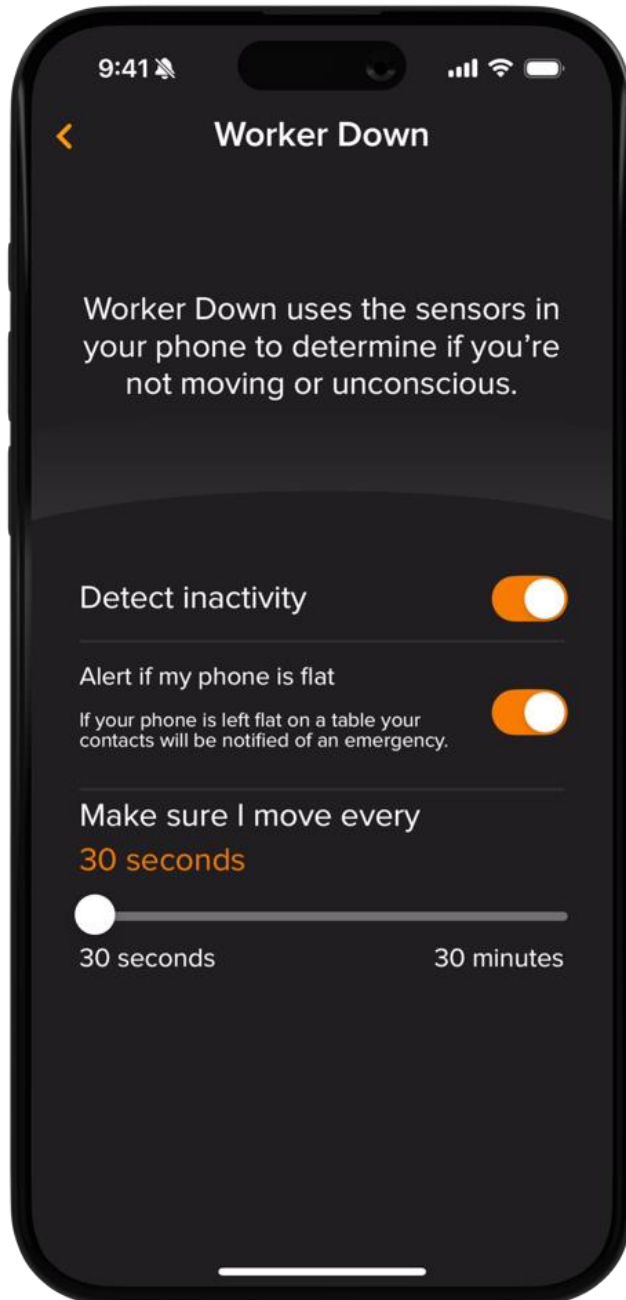 9:41
Worker Down
Worker Down uses the sensors in
your phone to determine if you’re
not moving or unconscious.
Detect inactivity
Alert if my phone is flat
If your phone is left flat on a table your
contacts will be notified of an emergency.
Make sure I move every
30 seconds
30 seconds 30 minutes